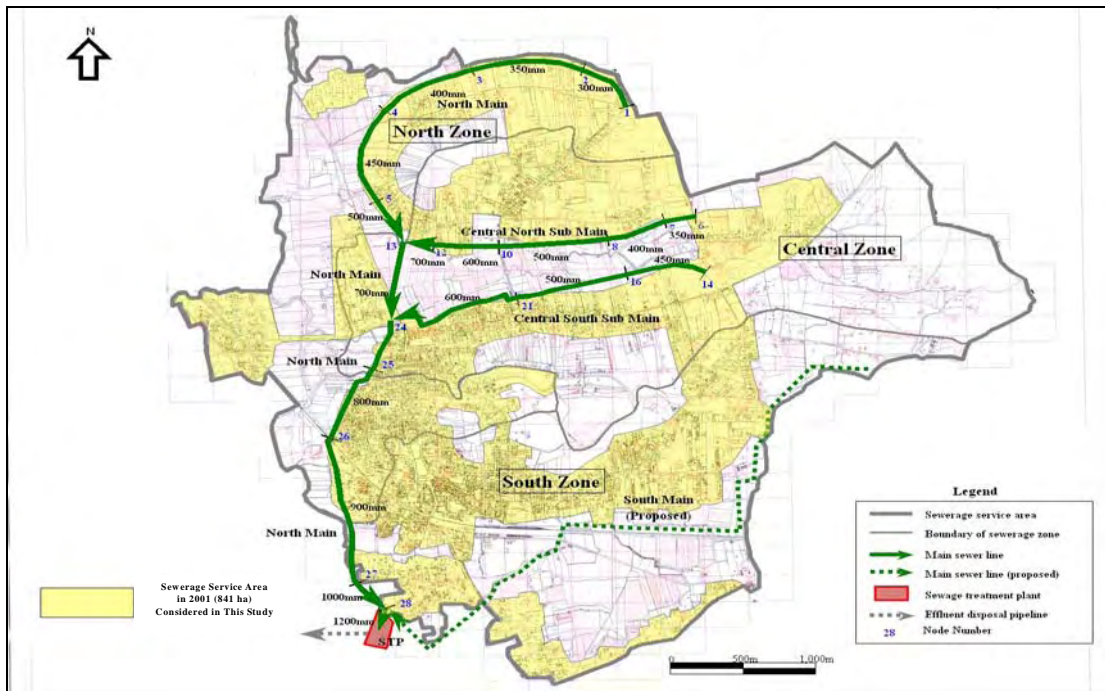 N
350mm
3
2
300mm
400mm
North Main
1
4
North Zone
450mm
5
500mm
Central North Sub Main
7
6
350mm
13
12
10
8
400mm
Central Zone
700mm
600mm
500mm
450mm
North Main
500mm
16
14
700mm
600mm
21
Central South Sub Main
24
North Main
25
800mm
26
South Zone
South Main
(Proposed)
900mm
North Main
27
1000mm
28
1200mm
STP
Sewerage Service Area
in 2001 (841 ha)
Considered in This Study
Legend
Sewerage service area
Boundary of sewerage zone
Main sewer line
Main sewer line (proposed)
Sewage treatment plant
Effluent disposal pipeline
28 Node Number
0 500m 1,000m